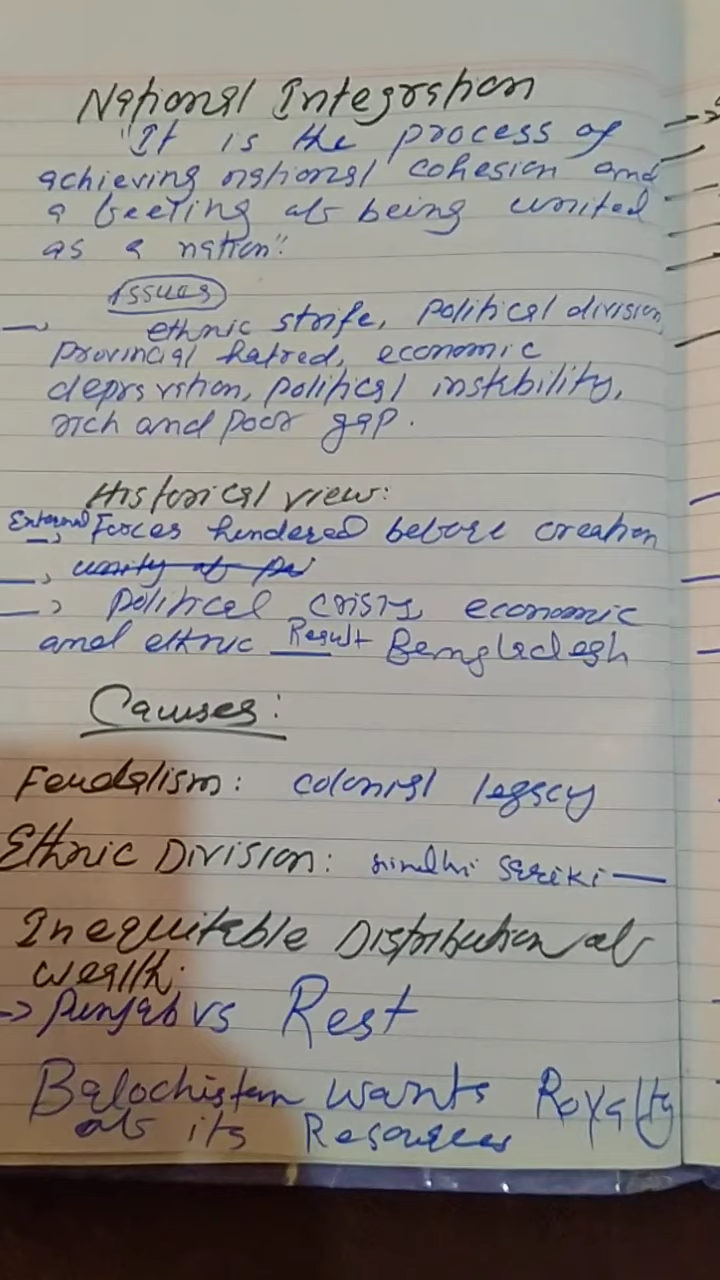 National Integration
"It is the process of
achieving national cohesion and
a feeling of being united
as a nation".
Issues
— ethnic strife, political division,
provincial hatred, economic
deprivation, political instability,
rich and poor gap.
Historical view:
External Forces hendered before creation
political crisis, economic
and ethnic Result Bemgladesh
Causes:
Feudalism: colonial legacy
Ethnic Division: sindhi Sariki —
Inequitable Distribution of
wealth:
→ Punjab vs Rest
Balochistan wants Royalty
of its Resources